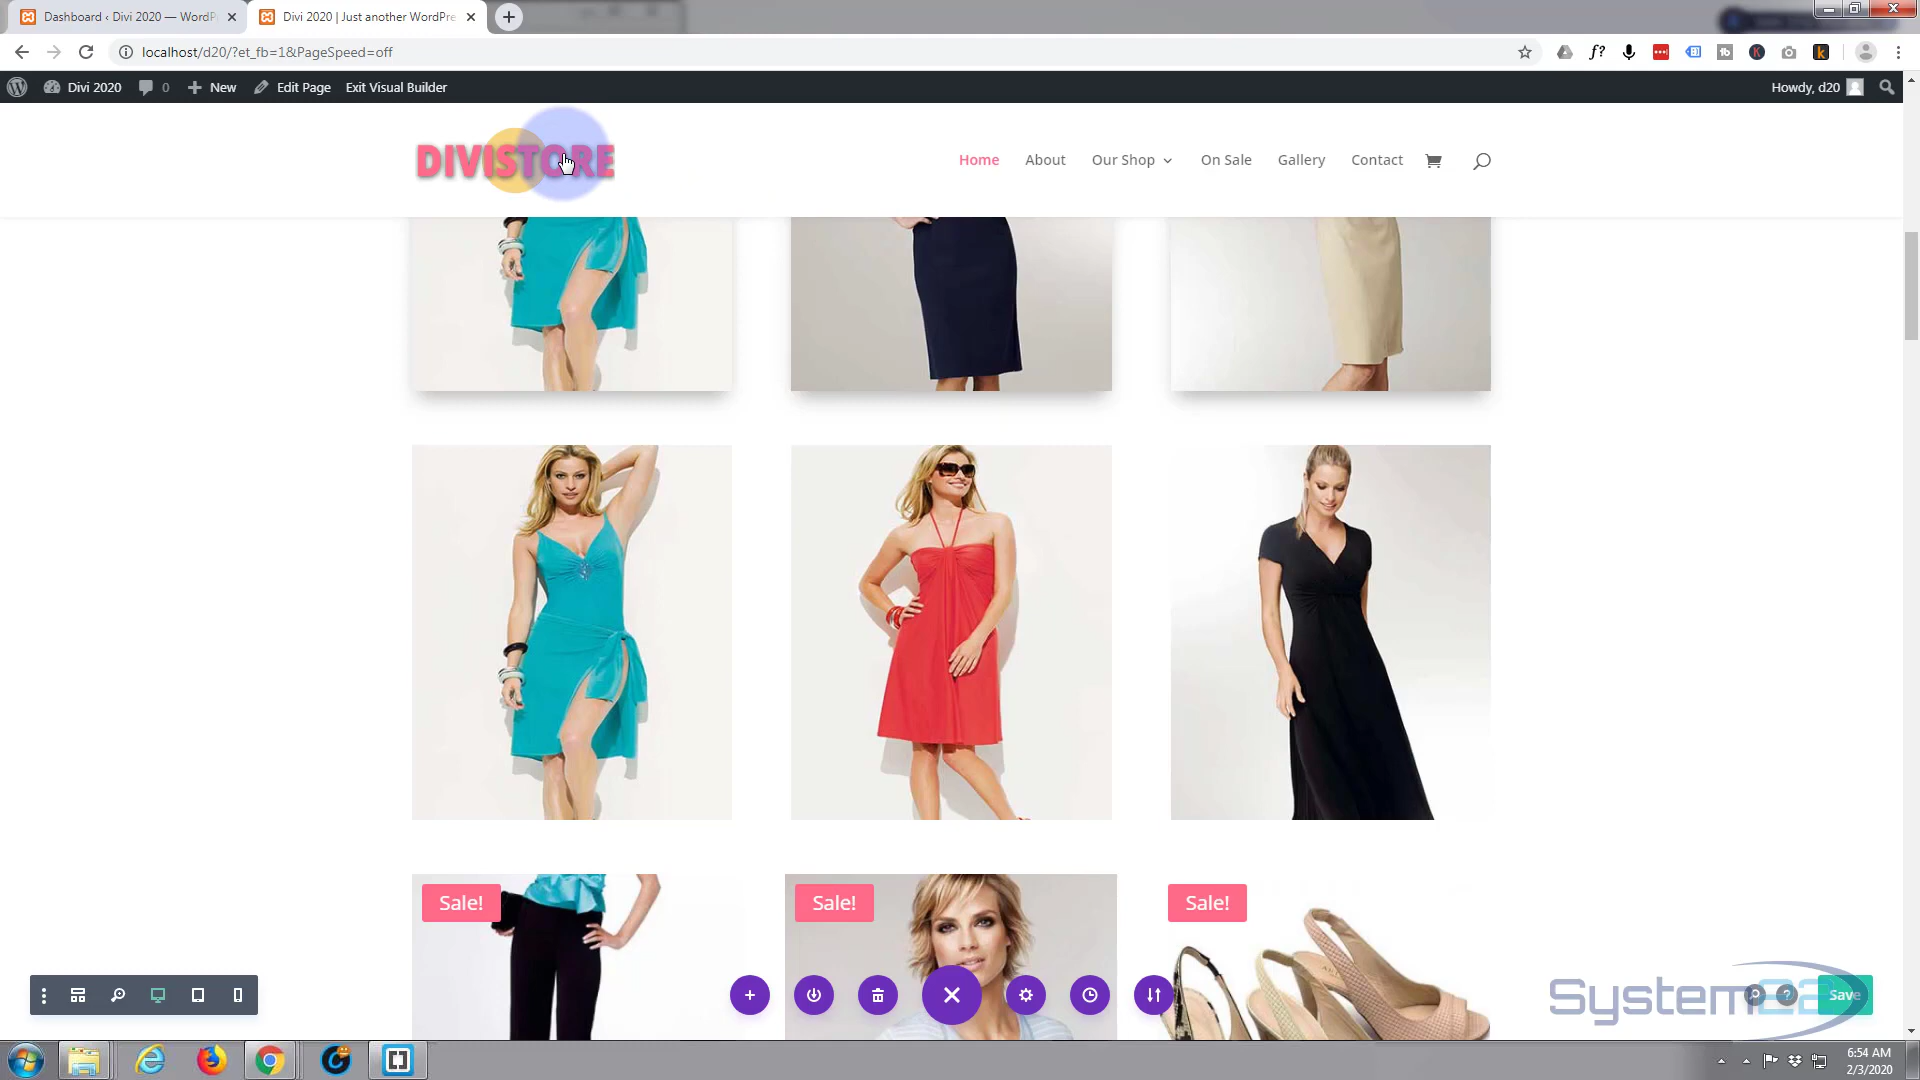 Dashboard ‹ Divi 2020 — WordP
Divi 2020 | Just another WordPre
localhost/d20/?et_fb=1&PageSpeed=off
Divi 2020
0
New
Edit Page
Exit Visual Builder
Howdy, d20
DIVISTORE
Home
About
Our Shop
On Sale
Gallery
Contact
Sale!
Sale!
Sale!
System22
Save
6:54 AM
2/3/2020